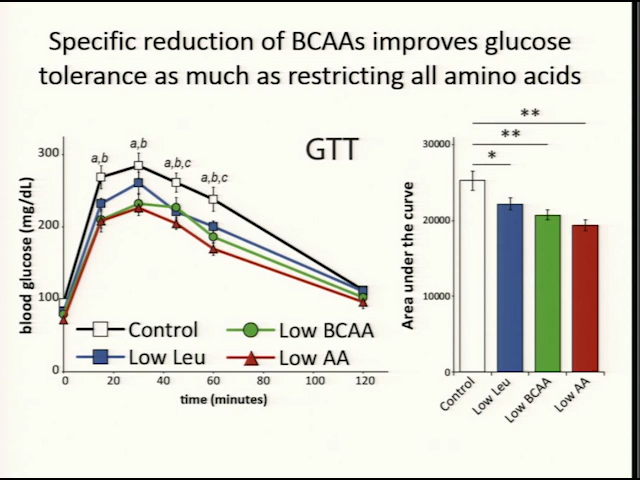 Specific reduction of BCAAs improves glucose
tolerance as much as restricting all amino acids
GTT
blood glucose (mg/dL)
300
200
100
0
a,b
a,b
a,b,c
a,b,c
Control
Low BCAA
Low Leu
Low AA
0 20 40 60 80 100 120
time (minutes)
Area under the curve
30000
20000
10000
0
**
**
*
Control
Low Leu
Low BCAA
Low AA